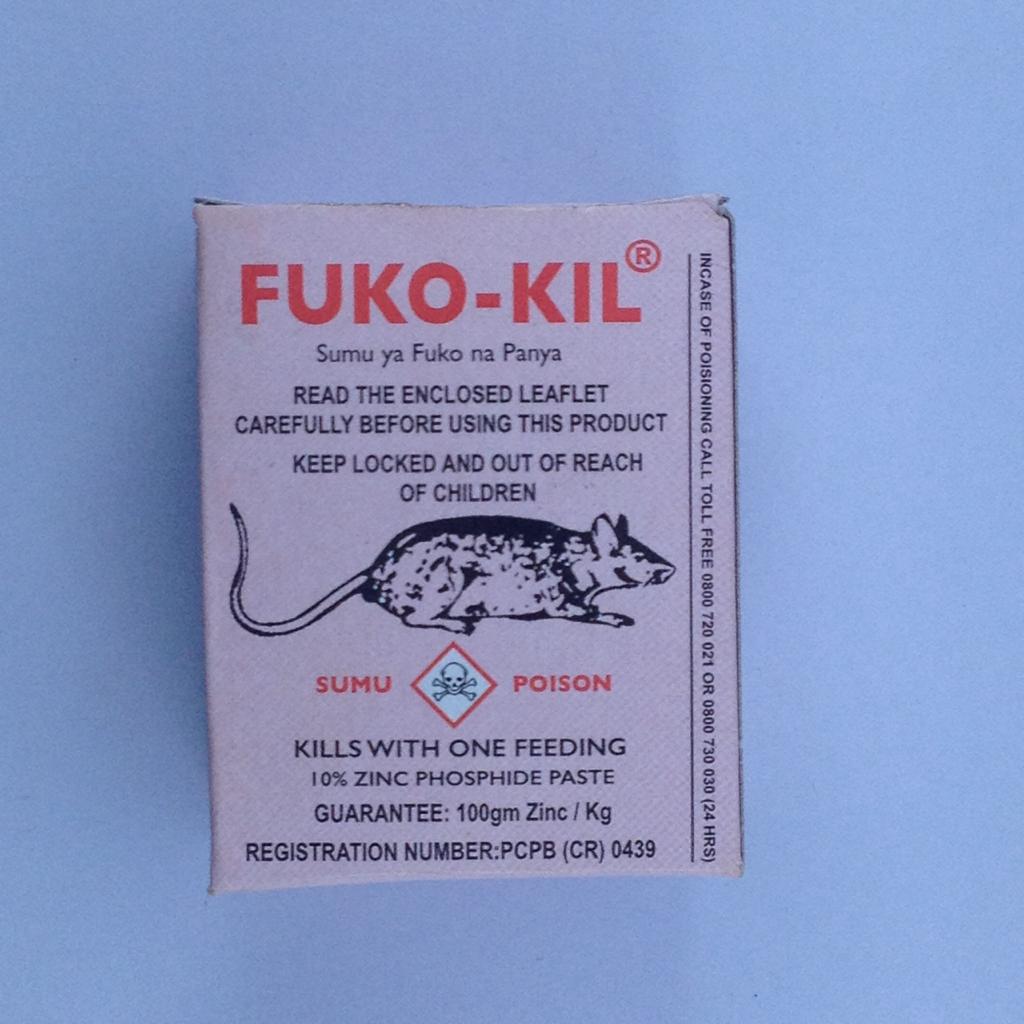 FUKO-KIL®
Sumu ya Fuko na Panya
READ THE ENCLOSED LEAFLET
CAREFULLY BEFORE USING THIS PRODUCT
KEEP LOCKED AND OUT OF REACH
OF CHILDREN
SUMU POISON
KILLS WITH ONE FEEDING
10% ZINC PHOSPHIDE PASTE
GUARANTEE: 100gm Zinc / Kg
REGISTRATION NUMBER:PCPB (CR) 0439
INCASE OF POISIONING CALL TOLL FREE 0800 720 021 OR 0800 730 030 (24 HRS)